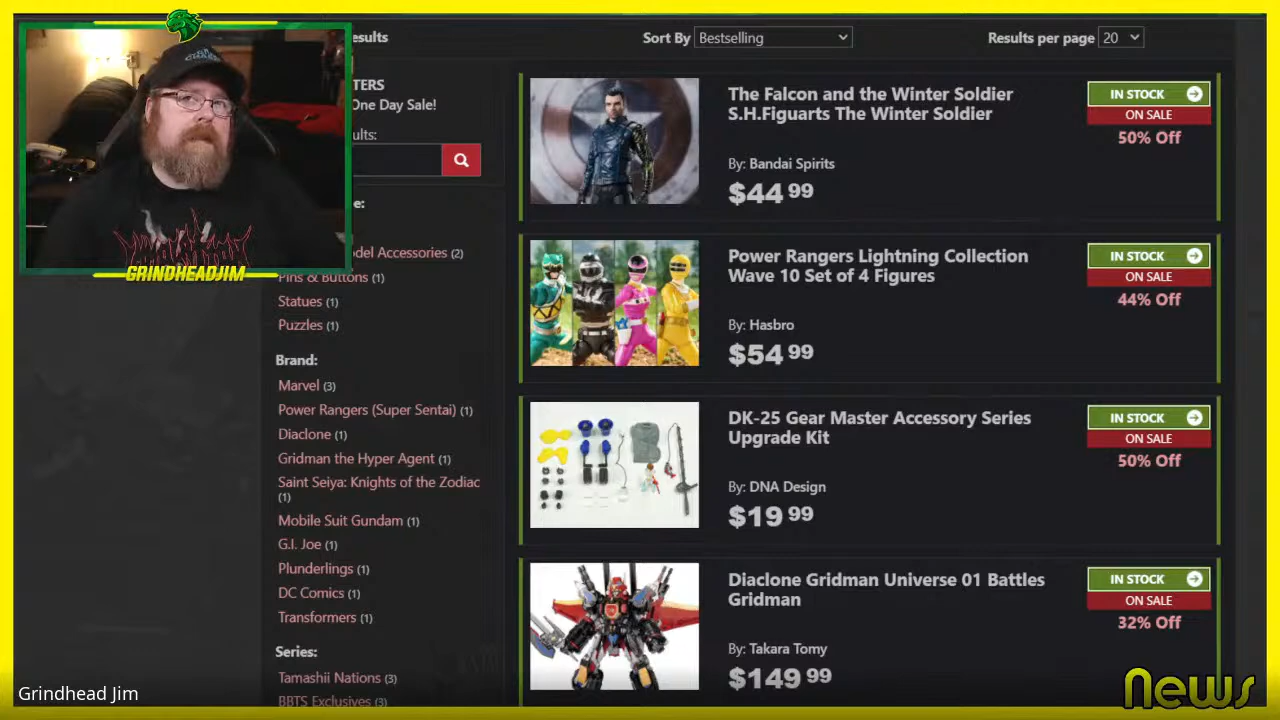 esults
Sort By Bestselling
Results per page 20
TERS
One Day Sale!
ults:
e:
odel Accessories (2)
Pins & Buttons (1)
Statues (1)
Puzzles (1)
Brand:
Marvel (3)
Power Rangers (Super Sentai) (1)
Diaclone (1)
Gridman the Hyper Agent (1)
Saint Seiya: Knights of the Zodiac
(1)
Mobile Suit Gundam (1)
G.I. Joe (1)
Plunderlings (1)
DC Comics (1)
Transformers (1)
Series:
Tamashii Nations (3)
BBTS Exclusives (3)
The Falcon and the Winter Soldier
S.H.Figuarts The Winter Soldier
By: Bandai Spirits
$44 99
IN STOCK
ON SALE
50% Off
Power Rangers Lightning Collection
Wave 10 Set of 4 Figures
By: Hasbro
$54 99
IN STOCK
ON SALE
44% Off
DK-25 Gear Master Accessory Series
Upgrade Kit
By: DNA Design
$19 99
IN STOCK
ON SALE
50% Off
Diaclone Gridman Universe 01 Battles
Gridman
By: Takara Tomy
$149 99
IN STOCK
ON SALE
32% Off
GRINDHEADJIM
Grindhead Jim
News